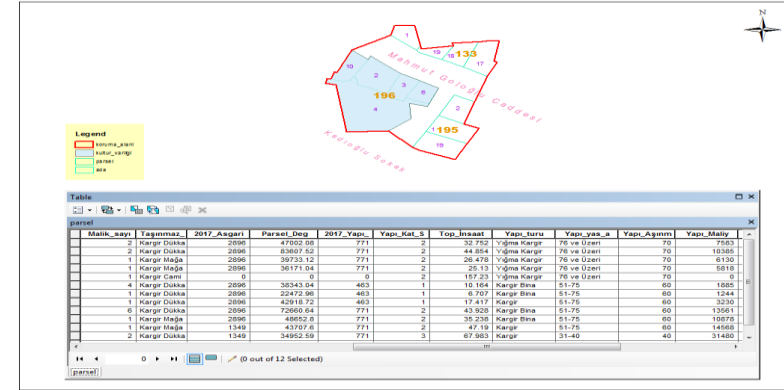 N
1
19
18
133
17
Mahmut Goloğlu Caddesi
10
2
3
8
196
4
2
1
195
19
Kadıoğlu Sokak
Legend
koruma_alani
kultur_varligi
parsel
ada
Table
parsel
Malik_sayı Taşınmaz_ 2017_Asgari Parsel_Deg 2017_Yapı_ Yapı_Kat_S Top_İnsaat Yapı_turu Yapı_yas_a Yapı_Aşınm Yapı_Maliy
2 Kargir Dükka 2896 47002.08 771 2 32.752 Yığma Kargir 76 ve Üzeri 70 7583
2 Kargir Dükka 2896 83607.52 771 2 44.854 Yığma Kargir 76 ve Üzeri 70 10385
1 Kargir Mağa 2896 39733.12 771 2 26.478 Yığma Kargir 76 ve Üzeri 70 6130
1 Kargir Mağa 2896 36171.04 771 2 25.13 Yığma Kargir 76 ve Üzeri 70 5818
1 Kargir Cami 0 0 0 2 157.23 Yığma Kargir 76 ve Üzeri 70 0
4 Kargir Dükka 2896 38343.04 463 1 10.164 Kargir Bina 51-75 60 1885
1 Kargir Dükka 2896 22472.96 463 1 6.707 Kargir Bina 51-75 60 1244
1 Kargir Dükka 2896 42918.72 463 1 17.417 Kargir 51-75 60 3230
6 Kargir Dükka 2896 72660.64 771 2 43.928 Kargir Bina 51-75 60 13561
1 Kargir Mağa 2896 48652.8 771 2 35.238 Kargir Bina 51-75 60 10878
1 Kargir Mağa 1349 43707.6 771 2 47.19 Kargir 51-75 60 14568
2 Kargir Dükka 1349 34952.59 771 3 67.983 Kargir 31-40 40 31480
0
(0 out of 12 Selected)
parsel